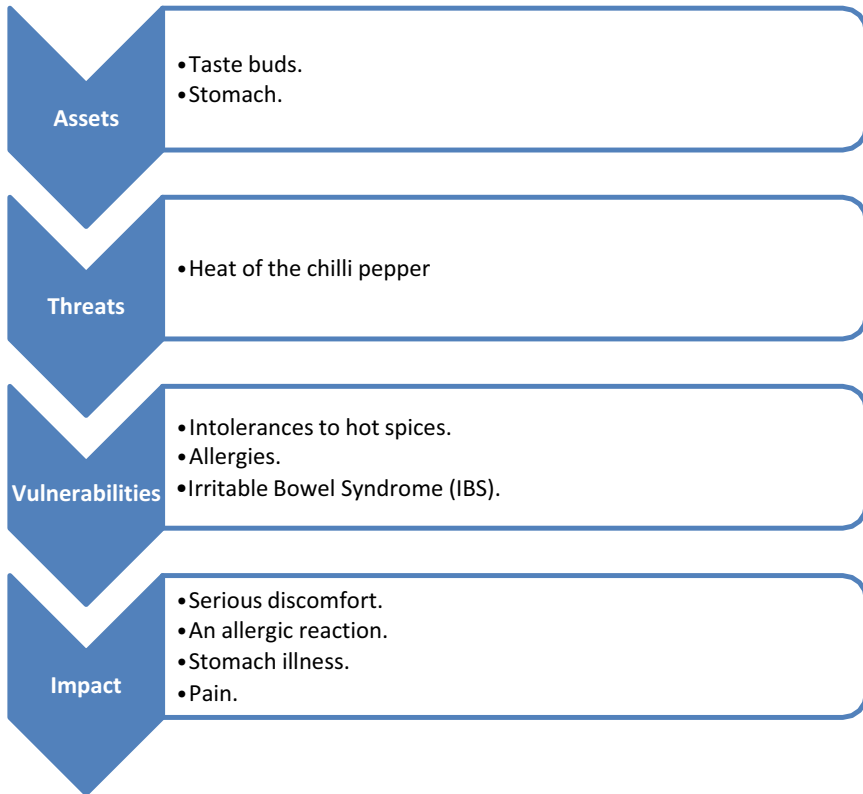 Assets
•Taste buds.
•Stomach.
Threats
•Heat of the chilli pepper
Vulnerabilities
•Intolerances to hot spices.
•Allergies.
•Irritable Bowel Syndrome (IBS).
Impact
•Serious discomfort.
•An allergic reaction.
•Stomach illness.
•Pain.